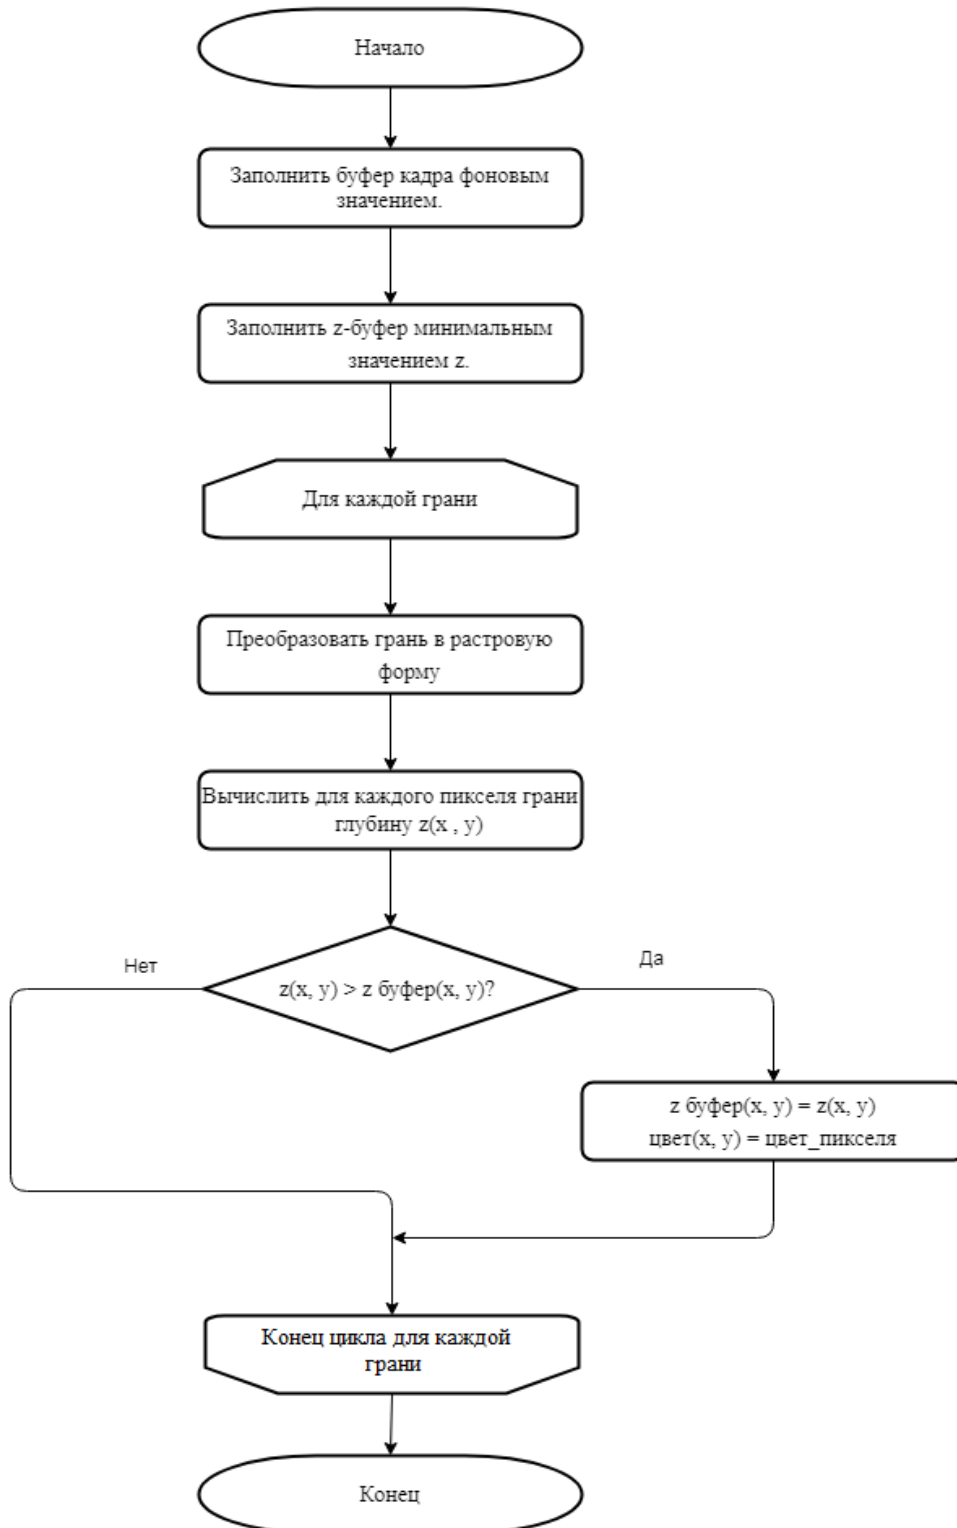 Начало
Заполнить буфер кадра фоновым
значением.
Заполнить z-буфер минимальным
значением z.
Для каждой грани
Преобразовать грань в растровую
форму
Вычислить для каждого пикселя грани
глубину z(x , y)
Нет
Да
z(x, y) > z буфер(x, y)?
z буфер(x, y) = z(x, y)
цвет(x, y) = цвет_пикселя
Конец цикла для каждой
грани
Конец